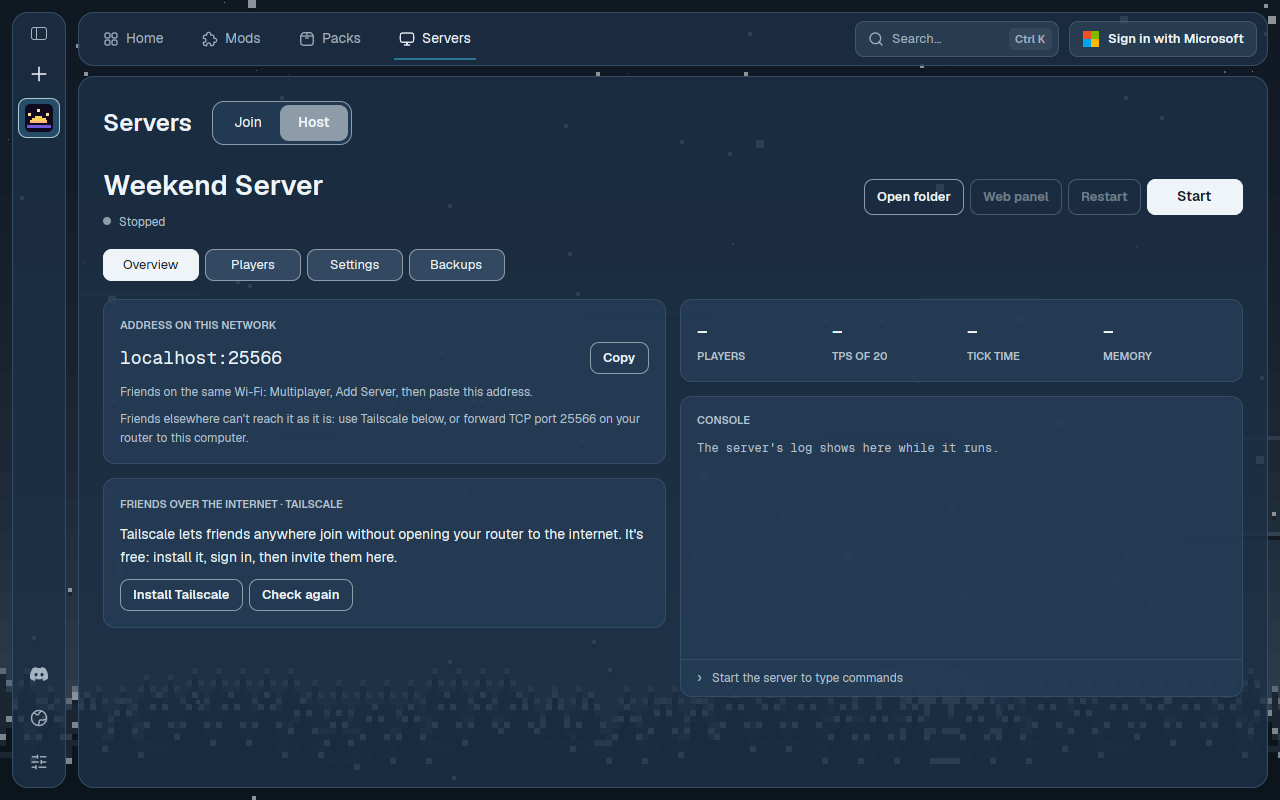 Home
Mods
Packs
Servers
Search...
Ctrl K
Sign in with Microsoft
Servers
Join
Host
Weekend Server
Stopped
Open folder
Web panel
Restart
Start
Overview
Players
Settings
Backups
ADDRESS ON THIS NETWORK
localhost:25566
Copy
Friends on the same Wi-Fi: Multiplayer, Add Server, then paste this address.
Friends elsewhere can't reach it as it is: use Tailscale below, or forward TCP port 25566 on your
router to this computer.
FRIENDS OVER THE INTERNET · TAILSCALE
Tailscale lets friends anywhere join without opening your router to the internet. It's
free: install it, sign in, then invite them here.
Install Tailscale
Check again
– – – –
PLAYERS
TPS OF 20
TICK TIME
MEMORY
CONSOLE
The server's log shows here while it runs.
› Start the server to type commands